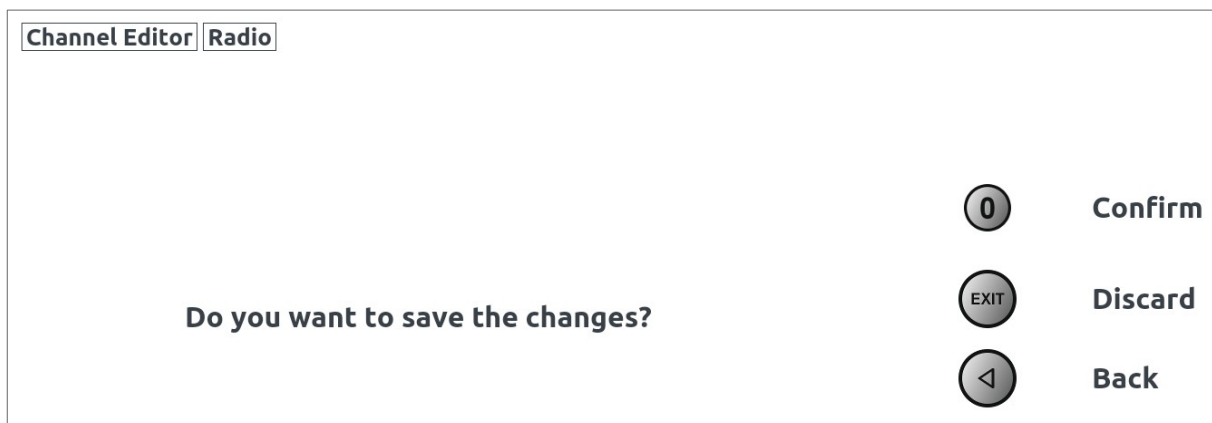 Channel Editor Radio
0 Confirm
Do you want to save the changes?
EXIT Discard
Back